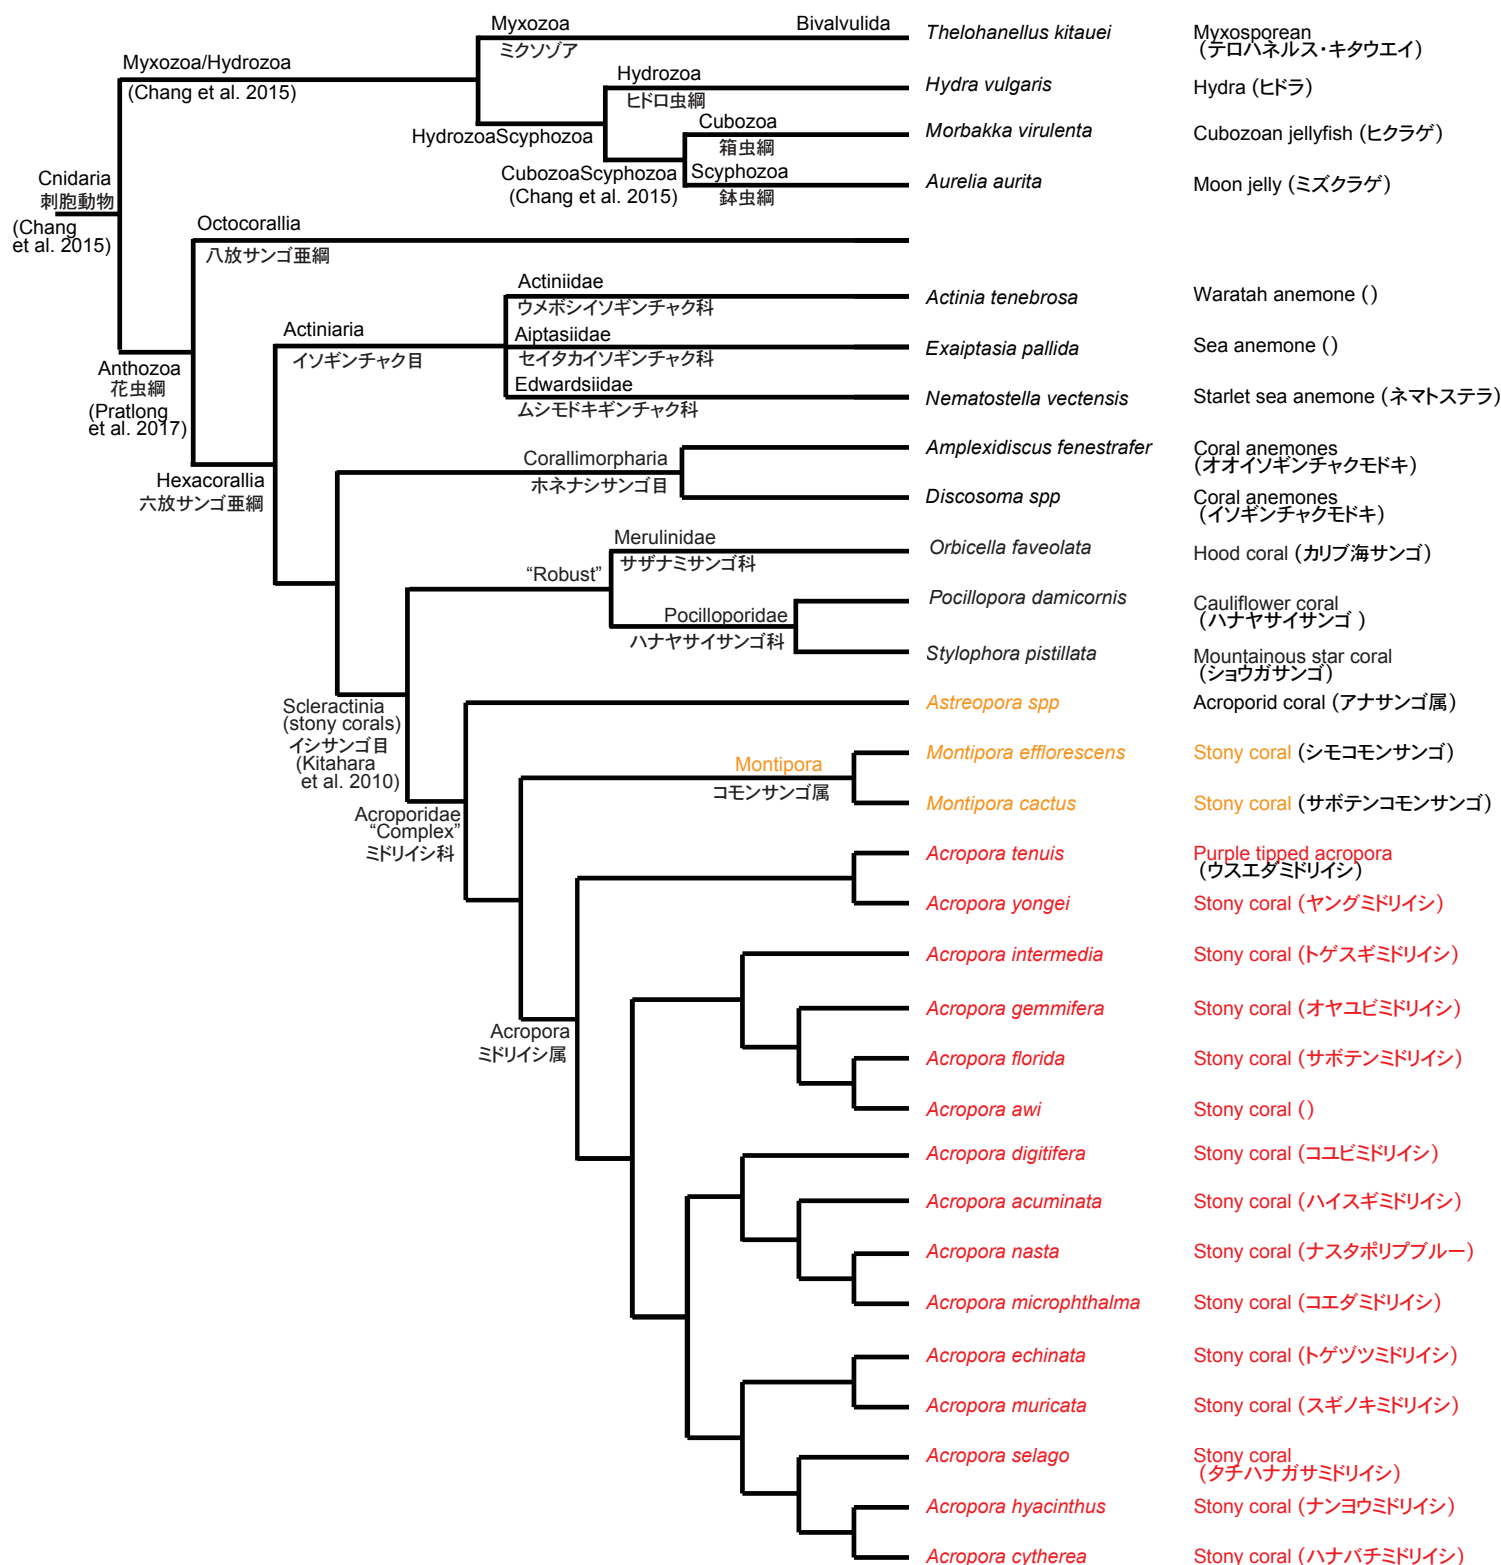 Myxozoa
ミクソゾア
Bivalvulida
Thelohanellus kitauei
Myxosporean
(テロハネルス・キタウエイ)
Myxozoa/Hydrozoa
(Chang et al. 2015)
Hydrozoa
ヒドロ虫綱
Hydra vulgaris
Hydra (ヒドラ)
HydrozoaScyphozoa
Cubozoa
箱虫綱
Morbakka virulenta
Cubozoan jellyfish (ヒクラゲ)
CubozoaScyphozoa
(Chang et al. 2015)
Scyphozoa
鉢虫綱
Aurelia aurita
Moon jelly (ミズクラゲ)
Cnidaria
刺胞動物
(Chang
et al. 2015)
Octocorallia
八放サンゴ亜綱
Actiniidae
ウメボシイソギンチャク科
Actinia tenebrosa
Waratah anemone ()
Actiniaria
イソギンチャク目
Aiptasiidae
セイタカイソギンチャク科
Exaiptasia pallida
Sea anemone ()
Anthozoa
花虫綱
(Pratlong
et al. 2017)
Edwardsiidae
ムシモドキギンチャク科
Nematostella vectensis
Starlet sea anemone (ネマトステラ)
Hexacorallia
六放サンゴ亜綱
Corallimorpharia
ホネナシサンゴ目
Amplexidiscus fenestrafer
Coral anemones
(オオイソギンチャクモドキ)
Discosoma spp
Coral anemones
(イソギンチャクモドキ)
"Robust"
Merulinidae
サザナミサンゴ科
Orbicella faveolata
Hood coral (カリブ海サンゴ)
Pocilloporidae
ハナヤサイサンゴ科
Pocillopora damicornis
Cauliflower coral
(ハナヤサイサンゴ )
Stylophora pistillata
Mountainous star coral
(ショウガサンゴ)
Scleractinia
(stony corals)
イシサンゴ目
(Kitahara
et al. 2010)
Astreopora spp
Acroporid coral (アナサンゴ属)
Montipora
コモンサンゴ属
Montipora efflorescens
Stony coral (シモコモンサンゴ)
Montipora cactus
Stony coral (サボテンコモンサンゴ)
Acroporidae
"Complex"
ミドリイシ科
Acropora tenuis
Purple tipped acropora
(ウスエダミドリイシ)
Acropora yongei
Stony coral (ヤングミドリイシ)
Acropora
ミドリイシ属
Acropora intermedia
Stony coral (トゲスギミドリイシ)
Acropora gemmifera
Stony coral (オヤユビミドリイシ)
Acropora florida
Stony coral (サボテンミドリイシ)
Acropora awi
Stony coral ()
Acropora digitifera
Stony coral (コユビミドリイシ)
Acropora acuminata
Stony coral (ハイスギミドリイシ)
Acropora nasta
Stony coral (ナスタポリプブルー)
Acropora microphthalma
Stony coral (コエダミドリイシ)
Acropora echinata
Stony coral (トゲヅツミドリイシ)
Acropora muricata
Stony coral (スギノキミドリイシ)
Acropora selago
Stony coral
(タチハナガサミドリイシ)
Acropora hyacinthus
Stony coral (ナンヨウミドリイシ)
Acropora cytherea
Stony coral (ハナバチミドリイシ)